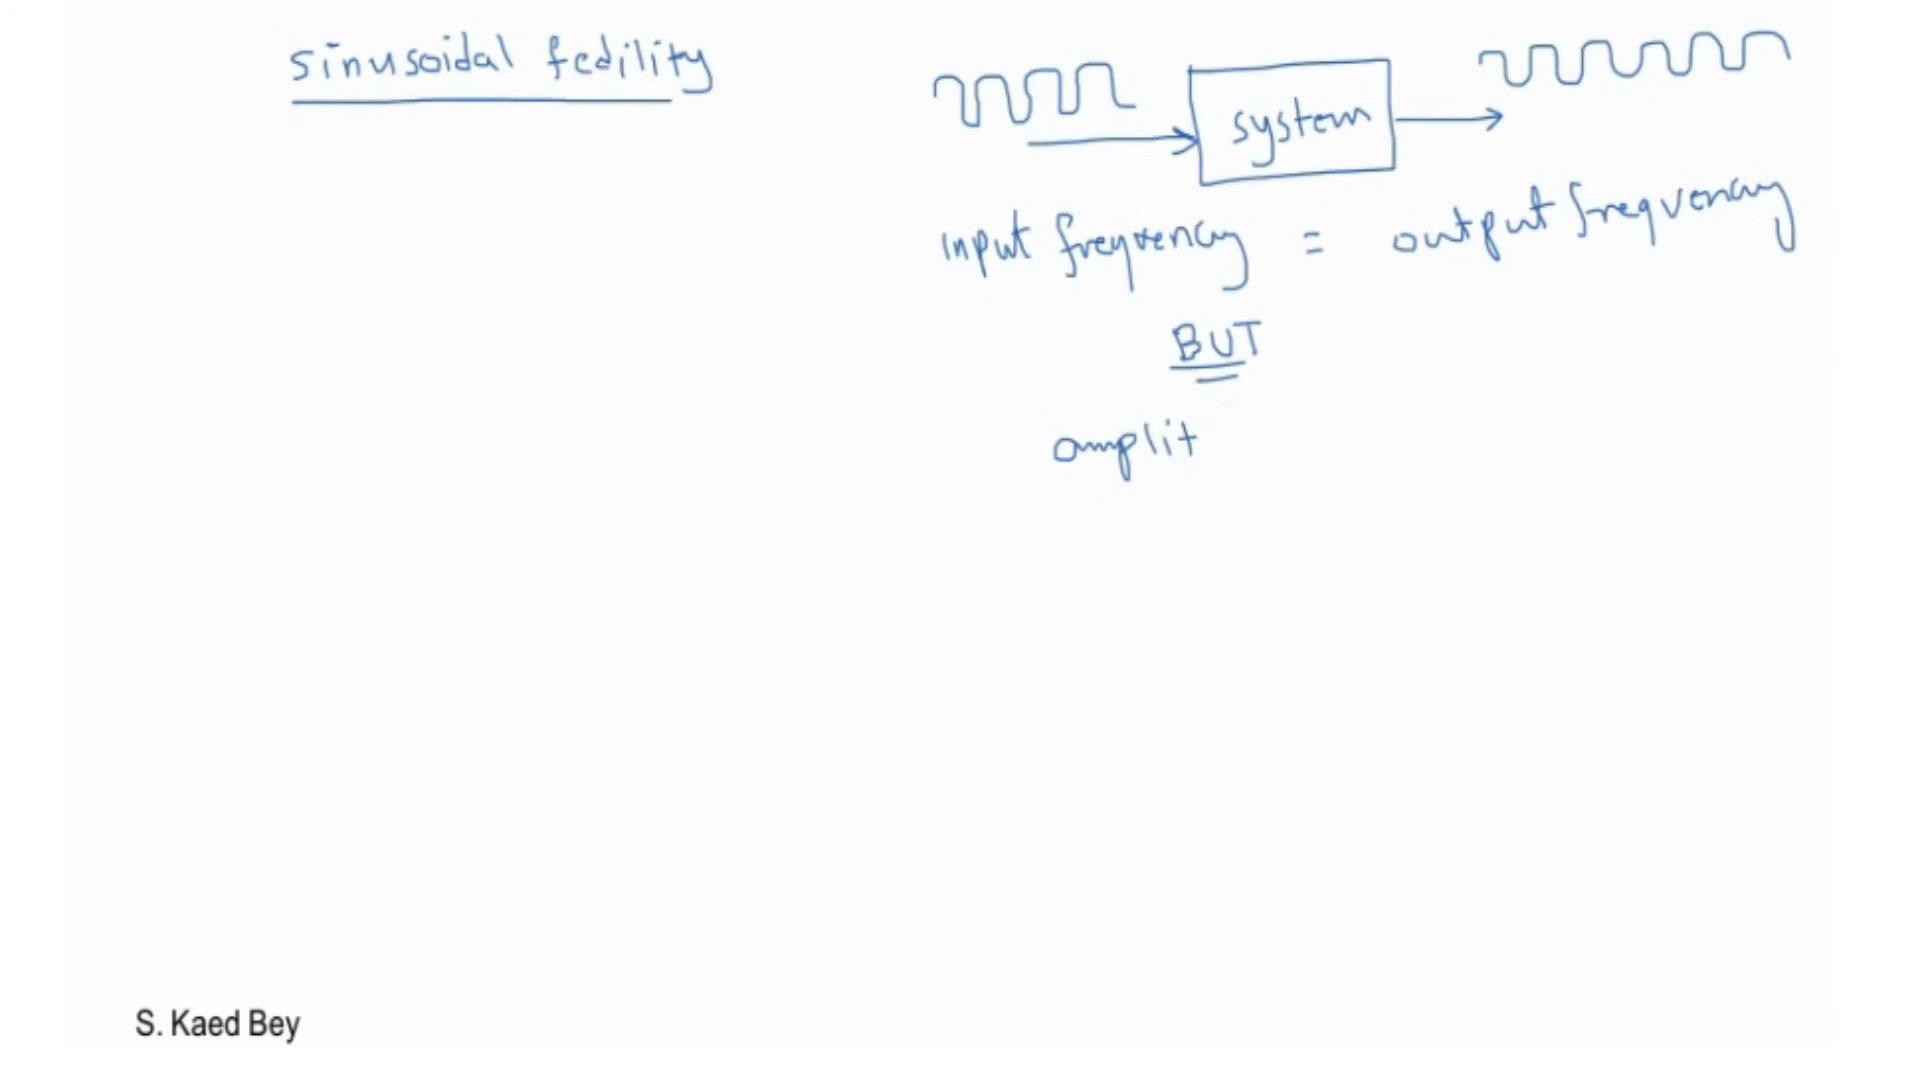 sinusoidal fedility
system
input frequency = output frequency
BUT
amplit
S. Kaed Bey